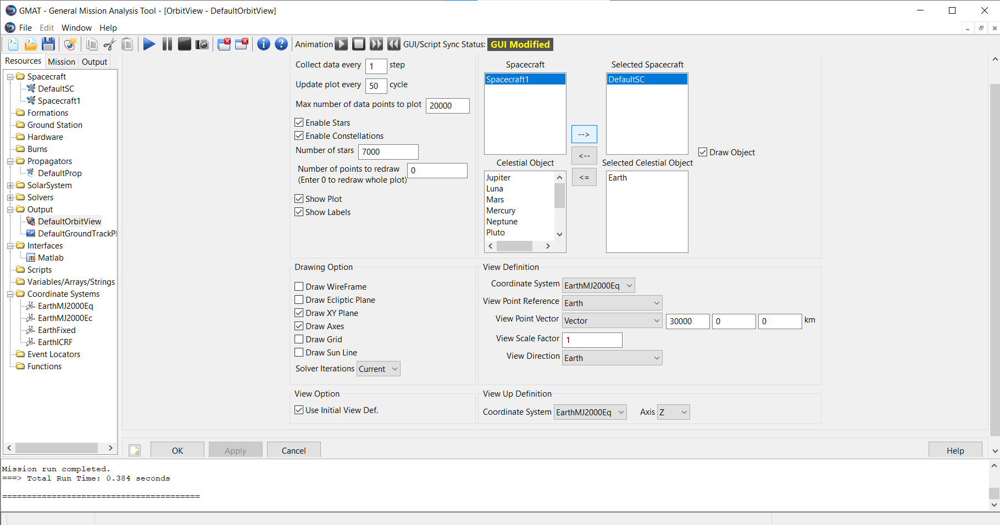 GMAT - General Mission Analysis Tool - [OrbitView - DefaultOrbitView]
File Edit Window Help
Animation GUI/Script Sync Status: GUI Modified
Resources Mission Output
Spacecraft
DefaultSC
Spacecraft1
Formations
Ground Station
Hardware
Burns
Propagators
DefaultProp
SolarSystem
Solvers
Output
DefaultOrbitView
DefaultGroundTrackPl
Interfaces
Matlab
Scripts
Variables/Arrays/Strings
Coordinate Systems
EarthMJ2000Eq
EarthMJ2000Ec
EarthFixed
EarthICRF
Event Locators
Functions
Collect data every 1 step
Update plot every 50 cycle
Max number of data points to plot 20000
Enable Stars
Enable Constellations
Number of stars 7000
Number of points to redraw 0
(Enter 0 to redraw whole plot)
Show Plot
Show Labels
Spacecraft
Spacecraft1
-->
<--
<=
Selected Spacecraft
DefaultSC
Draw Object
Celestial Object
Jupiter
Luna
Mars
Mercury
Neptune
Pluto
Selected Celestial Object
Earth
Drawing Option
Draw WireFrame
Draw Ecliptic Plane
Draw XY Plane
Draw Axes
Draw Grid
Draw Sun Line
Solver Iterations Current
View Definition
Coordinate System EarthMJ2000Eq
View Point Reference Earth
View Point Vector Vector 30000 0 0 km
View Scale Factor 1
View Direction Earth
View Option
Use Initial View Def.
View Up Definition
Coordinate System EarthMJ2000Eq Axis Z
OK Apply Cancel Help
Mission run completed.
===> Total Run Time: 0.384 seconds
========================================